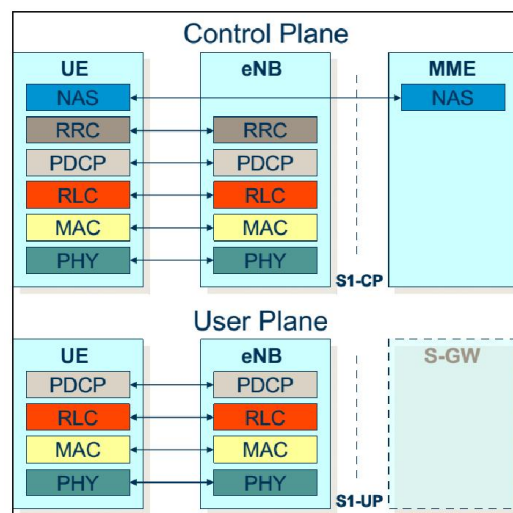 Control Plane
UE eNB MME
NAS NAS
RRC RRC
PDCP PDCP
RLC RLC
MAC MAC
PHY PHY
S1-CP
User Plane
UE eNB S-GW
PDCP PDCP
RLC RLC
MAC MAC
PHY PHY
S1-UP